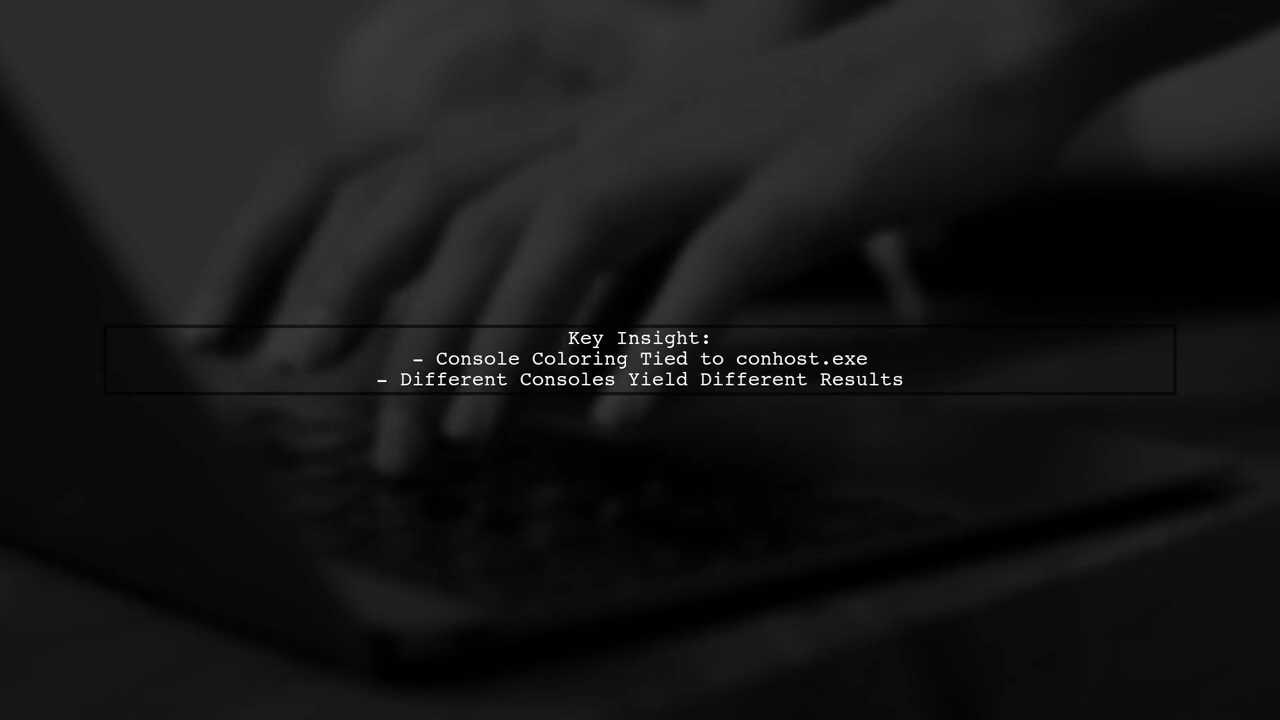 Key Insight:
- Console Coloring Tied to conhost.exe
- Different Consoles Yield Different Results